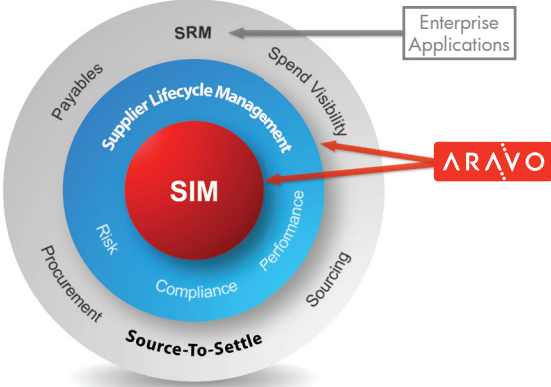 SRM
Enterprise
Applications
Payables
Spend Visibility
Supplier Lifecycle Management
ARAVO
SIM
Risk
Compliance
Performance
Procurement
Sourcing
Source-To-Settle